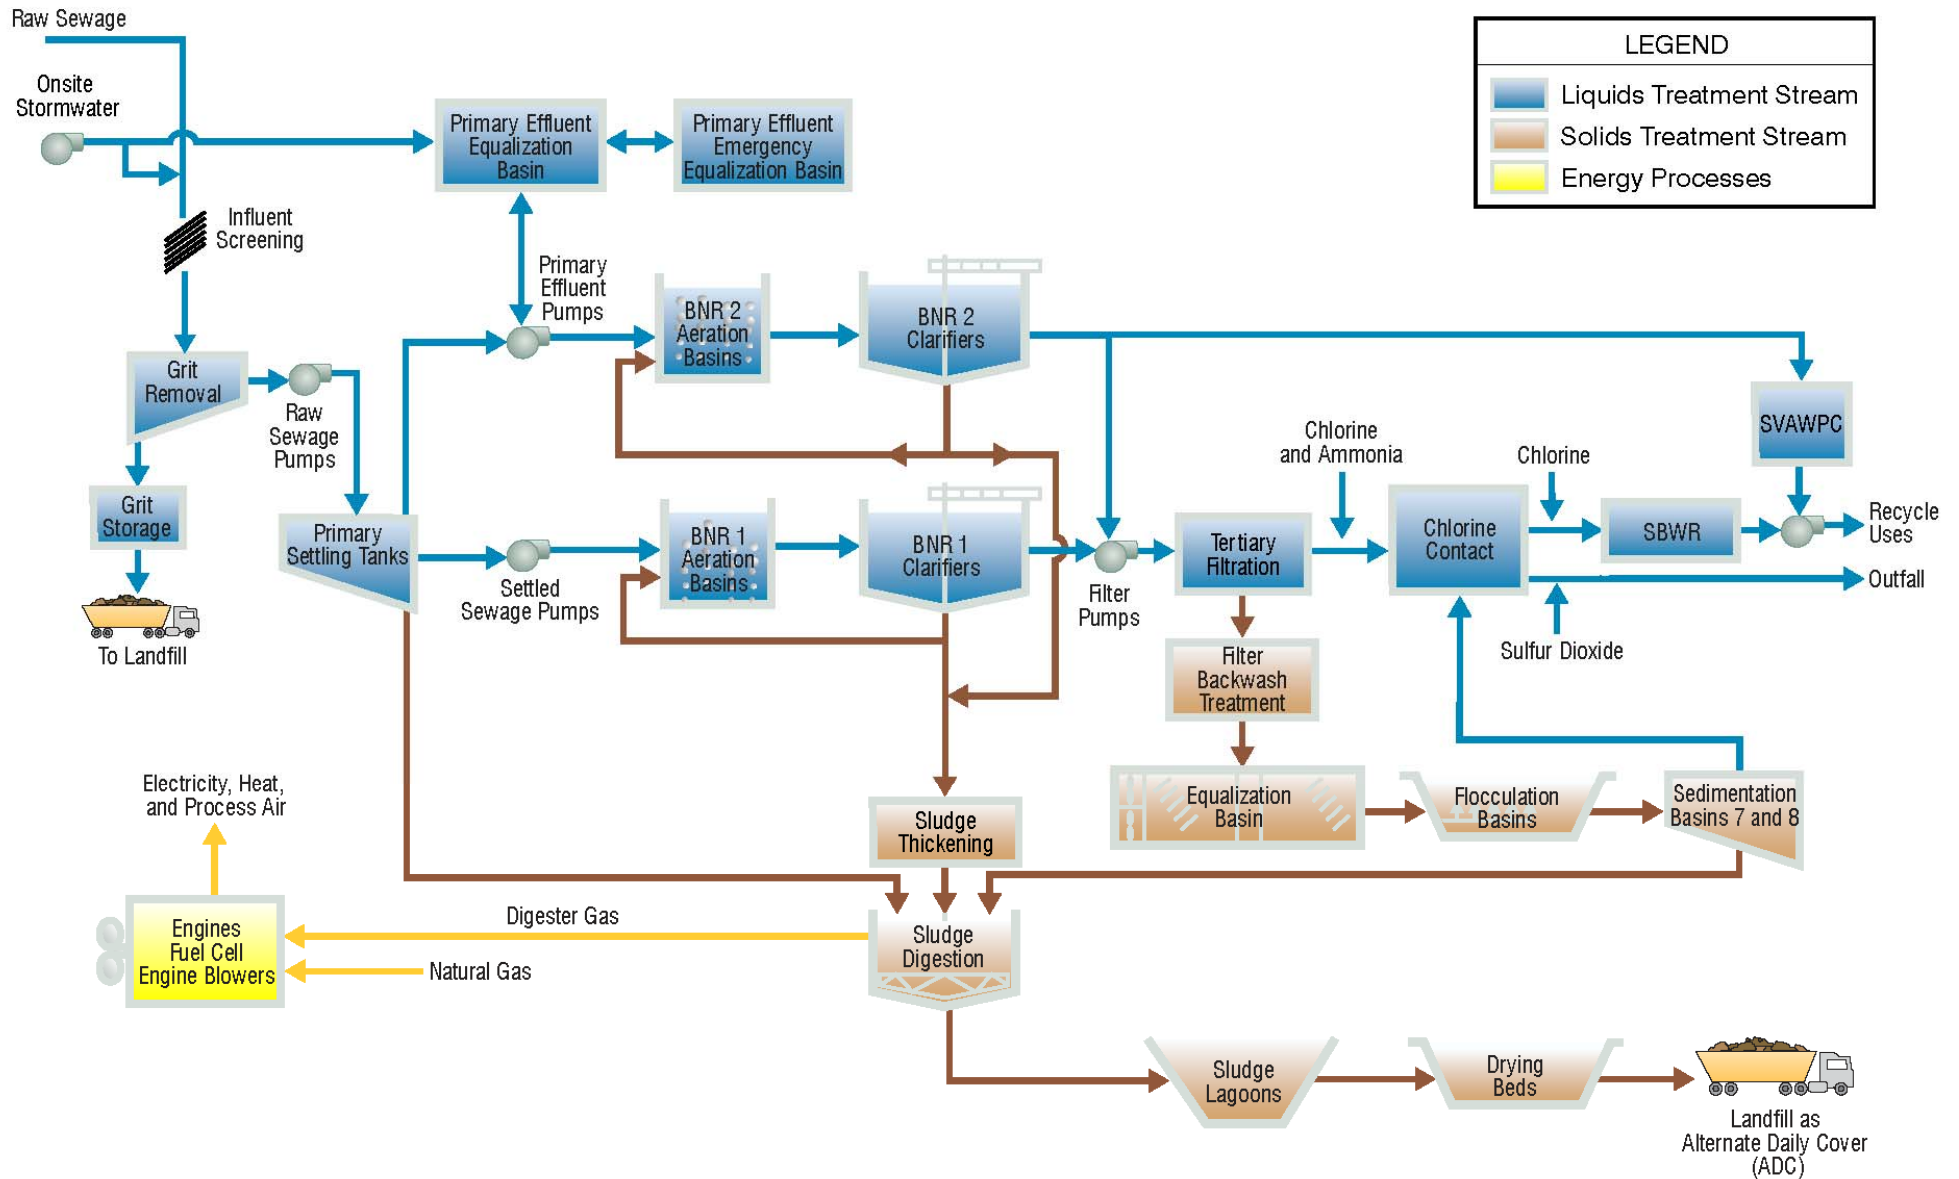 Raw Sewage
Onsite
Stormwater
Influent
Screening
Primary Effluent
Equalization
Basin
Primary Effluent
Emergency
Equalization Basin
LEGEND
Liquids Treatment Stream
Solids Treatment Stream
Energy Processes
Primary
Effluent
Pumps
BNR 2
Aeration
Basins
BNR 2
Clarifiers
Grit
Removal
Raw
Sewage
Pumps
Grit
Storage
To Landfill
Primary
Settling Tanks
Settled
Sewage Pumps
BNR 1
Aeration
Basins
BNR 1
Clarifiers
Filter
Pumps
Tertiary
Filtration
Chlorine
and Ammonia
Chlorine
Contact
Chlorine
SBWR
SVAWPC
Recycle
Uses
Outfall
Sulfur Dioxide
Filter
Backwash
Treatment
Equalization
Basin
Flocculation
Basins
Sedimentation
Basins 7 and 8
Sludge
Thickening
Electricity, Heat,
and Process Air
Engines
Fuel Cell
Engine Blowers
Digester Gas
Natural Gas
Sludge
Digestion
Sludge
Lagoons
Drying
Beds
Landfill as
Alternate Daily Cover
(ADC)